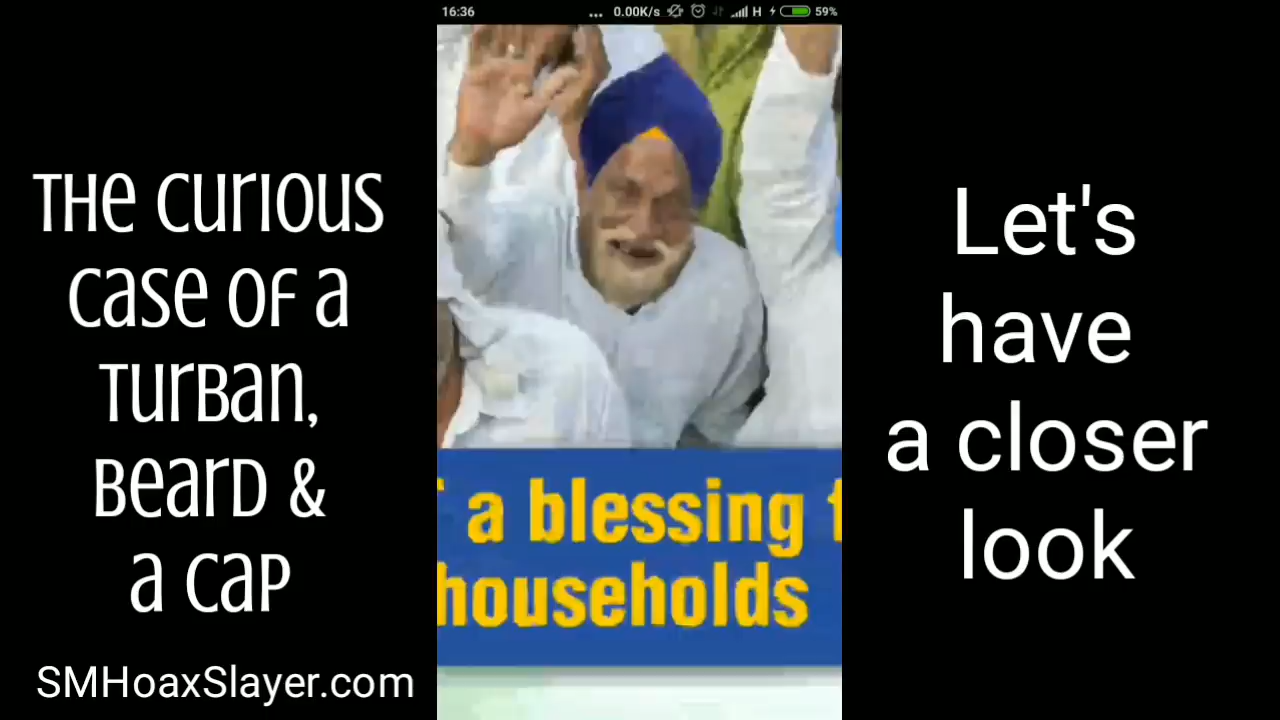 THE CURIOUS
CASE OF A
TURBAN,
BEARD &
A CAP
SMHoaxSlayer.com
16:36
... 0.00K/s H 59%
a blessing
households
Let's
have
a closer
look